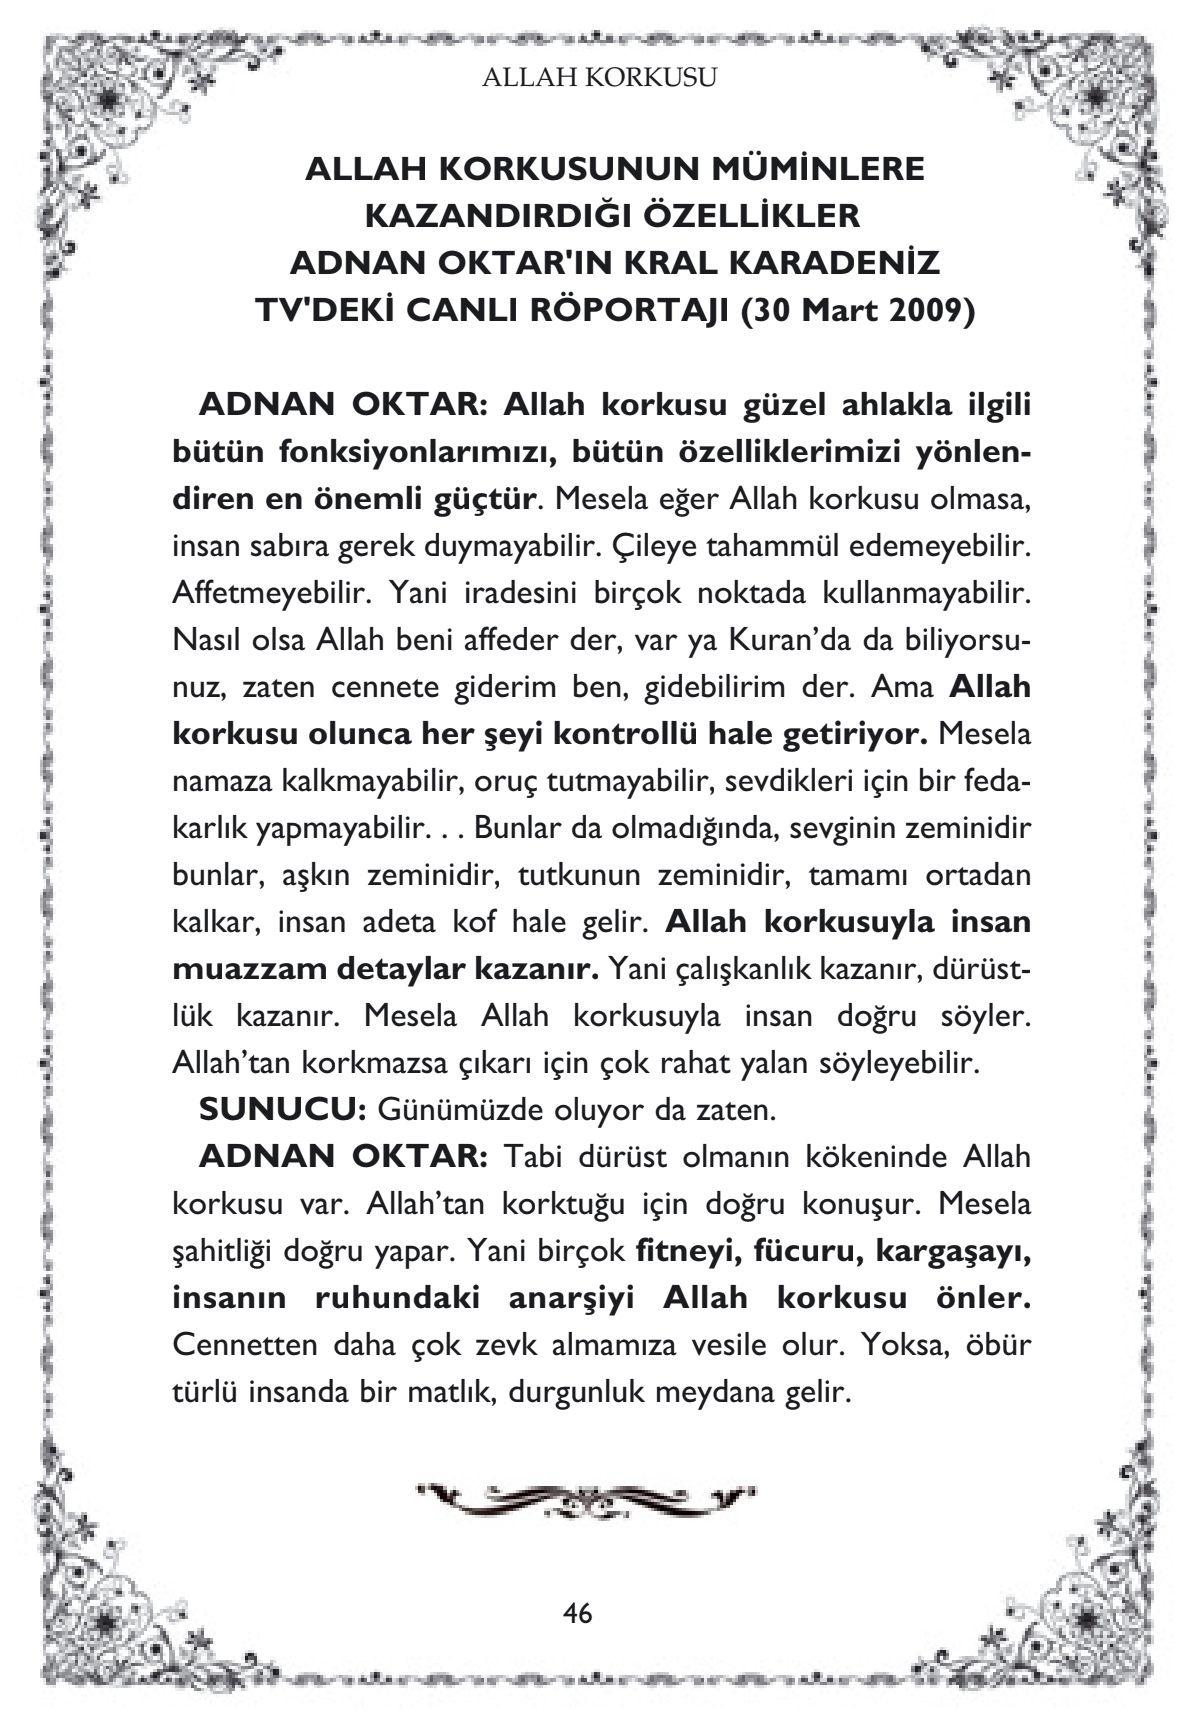 ALLAH KORKUSU
ALLAH KORKUSUNUN MÜMİNLERE
KAZANDIRDIĞI ÖZELLİKLER
ADNAN OKTAR'IN KRAL KARADENİZ
TV'DEKİ CANLI RÖPORTAJI (30 Mart 2009)
ADNAN OKTAR: Allah korkusu güzel ahlakla ilgili
bütün fonksiyonlarımızı, bütün özelliklerimizi yönlen-
diren en önemli güçtür. Mesela eğer Allah korkusu olmasa,
insan sabıra gerek duymayabilir. Çileye tahammül edemeyebilir.
Affetmeyebilir. Yani iradesini birçok noktada kullanmayabilir.
Nasıl olsa Allah beni affeder der, var ya Kuran’da da biliyorsu-
nuz, zaten cennete giderim ben, gidebilirim der. Ama Allah
korkusu olunca her şeyi kontrollü hale getiriyor. Mesela
namaza kalkmayabilir, oruç tutmayabilir, sevdikleri için bir feda-
karlık yapmayabilir. . . Bunlar da olmadığında, sevginin zeminidir
bunlar, aşkın zeminidir, tutkunun zeminidir, tamamı ortadan
kalkar, insan adeta kof hale gelir. Allah korkusuyla insan
muazzam detaylar kazanır. Yani çalışkanlık kazanır, dürüst-
lük kazanır. Mesela Allah korkusuyla insan doğru söyler.
Allah’tan korkmazsa çıkarı için çok rahat yalan söyleyebilir.
SUNUCU: Günümüzde oluyor da zaten.
ADNAN OKTAR: Tabi dürüst olmanın kökeninde Allah
korkusu var. Allah’tan korktuğu için doğru konuşur. Mesela
şahitliği doğru yapar. Yani birçok fitneyi, fücuru, kargaşayı,
insanın ruhundaki anarşiyi Allah korkusu önler.
Cennetten daha çok zevk almamıza vesile olur. Yoksa, öbür
türlü insanda bir matlık, durgunluk meydana gelir.
46